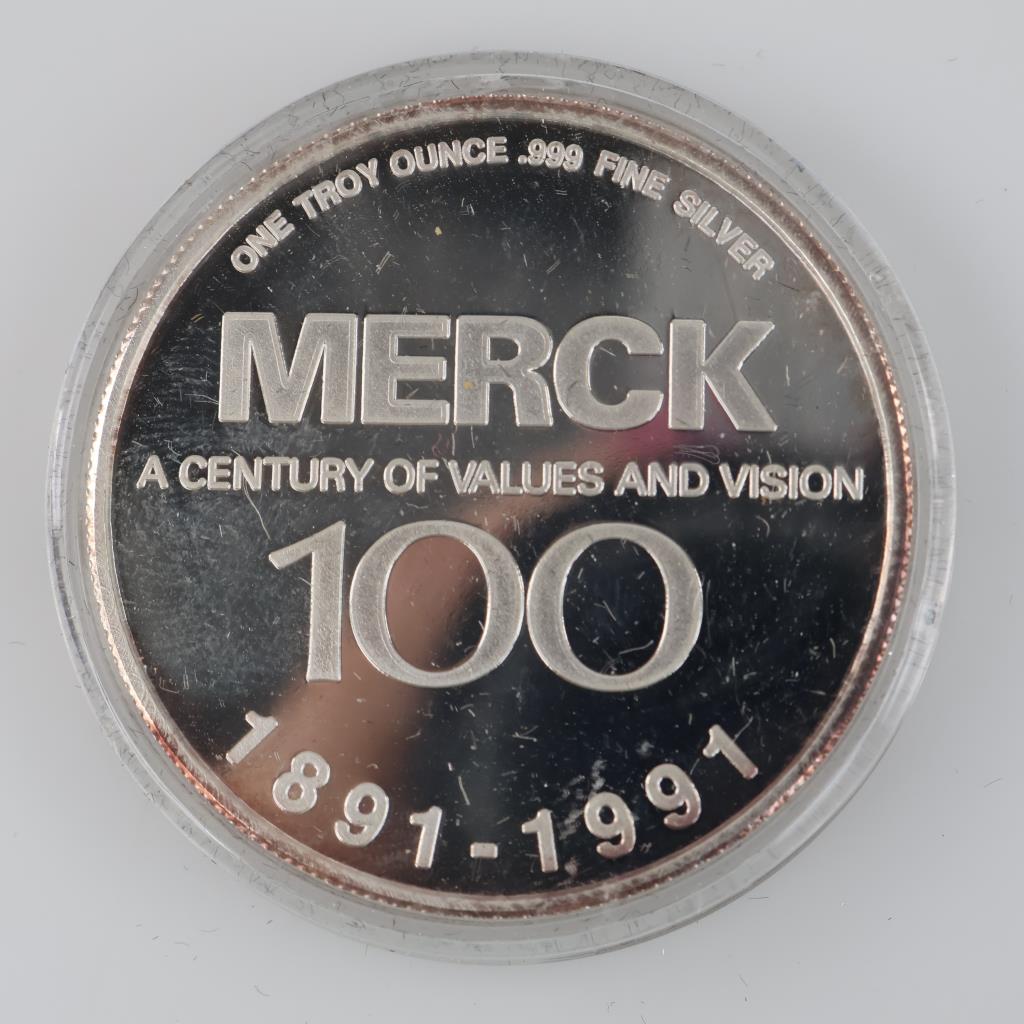 ONE TROY OUNCE .999 FINE SILVER
MERCK
A CENTURY OF VALUES AND VISION
100
1891-1991